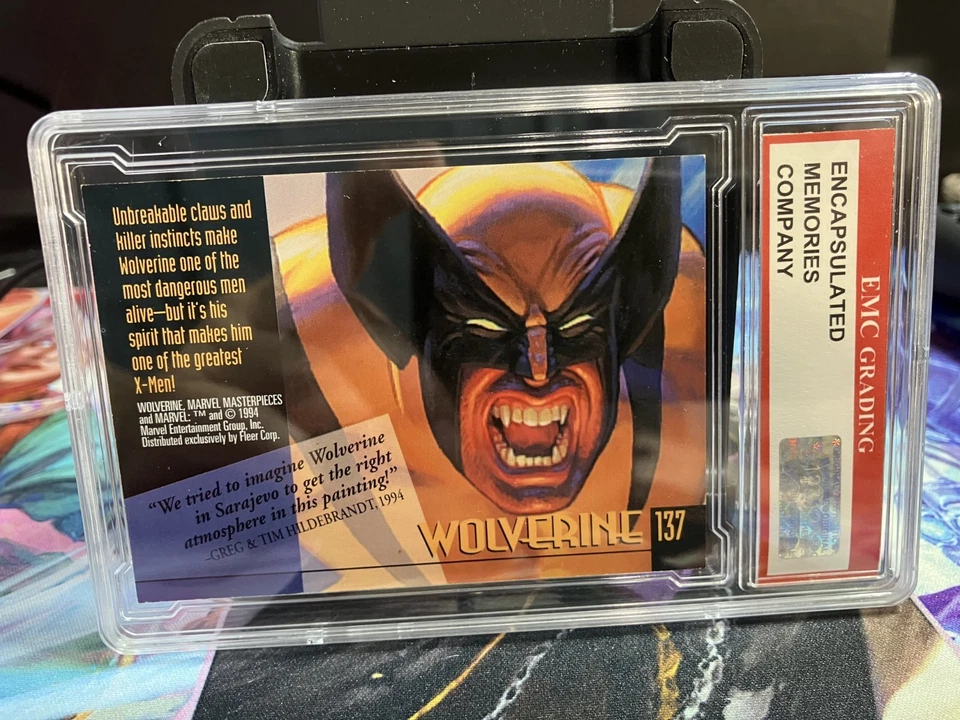 Unbreakable claws and
killer instincts make
Wolverine one of the
most dangerous men
alive—but it's his
spirit that makes him
one of the greatest
X-Men!
WOLVERINE, MARVEL MASTERPIECES
and MARVEL: ™ and © 1994
Marvel Entertainment Group, Inc.
Distributed exclusively by Fleer Corp.
"We tried to imagine Wolverine
in Sarajevo to get the right
atmosphere in this painting!"
–GREG & TIM HILDEBRANDT, 1994
WOLVERINE 137
EMC GRADING
ENCAPSULATED
MEMORIES
COMPANY